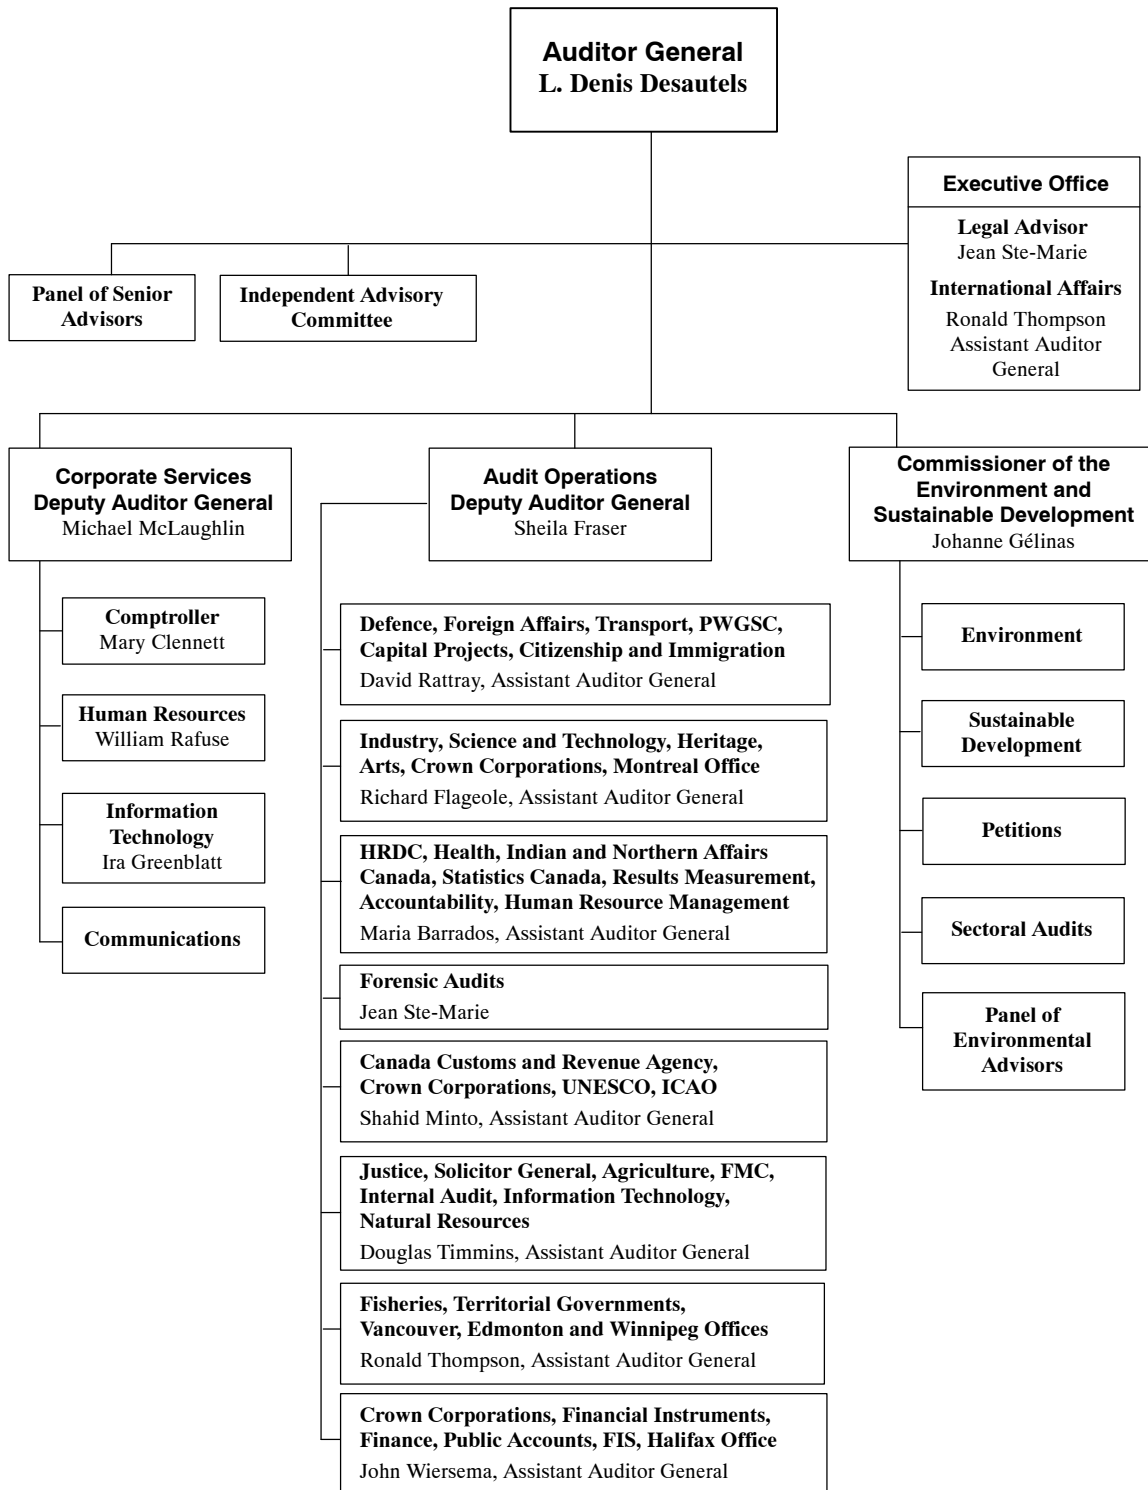 Auditor General
L. Denis Desautels
Executive Office
Legal Advisor
Jean Ste-Marie
International Affairs
Ronald Thompson
Assistant Auditor
General
Panel of Senior
Advisors
Independent Advisory
Committee
Corporate Services
Deputy Auditor General
Michael McLaughlin
Comptroller
Mary Clennett
Human Resources
William Rafuse
Information
Technology
Ira Greenblatt
Communications
Audit Operations
Deputy Auditor General
Sheila Fraser
Defence, Foreign Affairs, Transport, PWGSC,
Capital Projects, Citizenship and Immigration
David Rattray, Assistant Auditor General
Industry, Science and Technology, Heritage,
Arts, Crown Corporations, Montreal Office
Richard Flageole, Assistant Auditor General
HRDC, Health, Indian and Northern Affairs
Canada, Statistics Canada, Results Measurement,
Accountability, Human Resource Management
Maria Barrados, Assistant Auditor General
Forensic Audits
Jean Ste-Marie
Canada Customs and Revenue Agency,
Crown Corporations, UNESCO, ICAO
Shahid Minto, Assistant Auditor General
Justice, Solicitor General, Agriculture, FMC,
Internal Audit, Information Technology,
Natural Resources
Douglas Timmins, Assistant Auditor General
Fisheries, Territorial Governments,
Vancouver, Edmonton and Winnipeg Offices
Ronald Thompson, Assistant Auditor General
Crown Corporations, Financial Instruments,
Finance, Public Accounts, FIS, Halifax Office
John Wiersema, Assistant Auditor General
Commissioner of the
Environment and
Sustainable Development
Johanne Gélinas
Environment
Sustainable
Development
Petitions
Sectoral Audits
Panel of
Environmental
Advisors